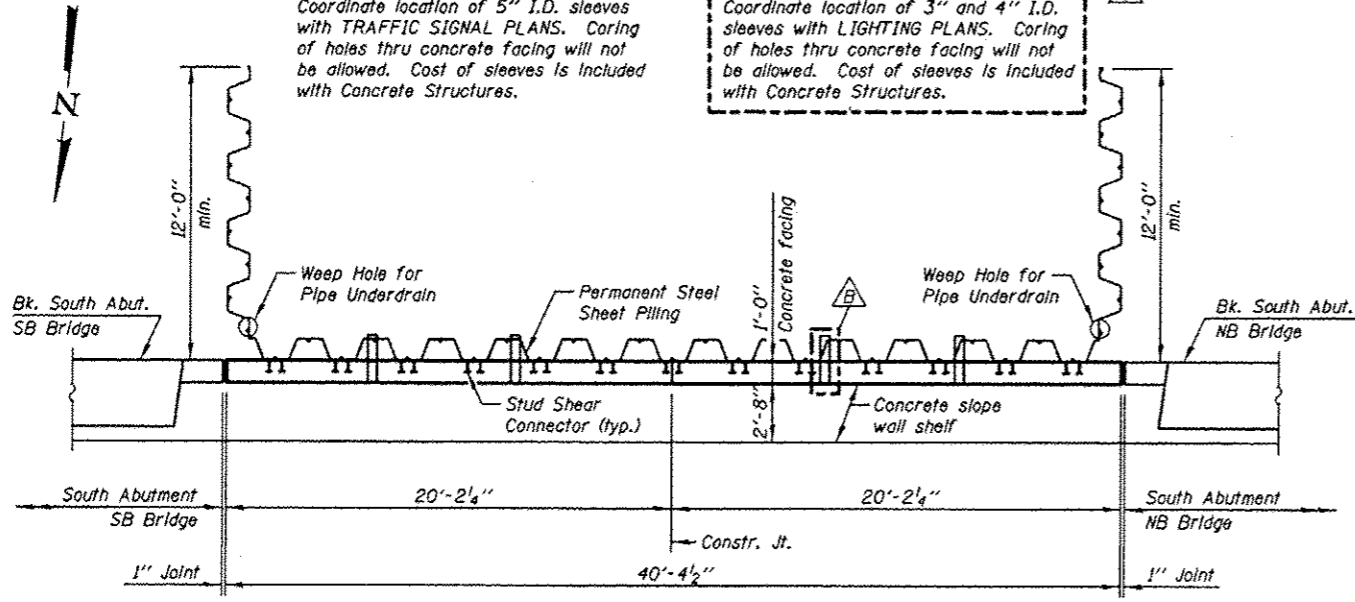 Coordinate location of 5" I.D. sleeves
with TRAFFIC SIGNAL PLANS. Coring
of holes thru concrete facing will not
be allowed. Cost of sleeves is included
with Concrete Structures.
Coordinate location of 3" and 4" I.D.
sleeves with LIGHTING PLANS. Coring
of holes thru concrete facing will not
be allowed. Cost of sleeves is included
with Concrete Structures.
N
12'-0"
min.
12'-0"
min.
Weep Hole for
Pipe Underdrain
Permanent Steel
Sheet Piling
Concrete facing
1'-0"
B
Weep Hole for
Pipe Underdrain
Bk. South Abut.
SB Bridge
Bk. South Abut.
NB Bridge
Stud Shear
Connector (typ.)
2'-8"
Concrete slope
wall shelf
South Abutment
SB Bridge
20'-2¼"
20'-2¼"
South Abutment
NB Bridge
Constr. Jt.
1" Joint
40'-4½"
1" Joint